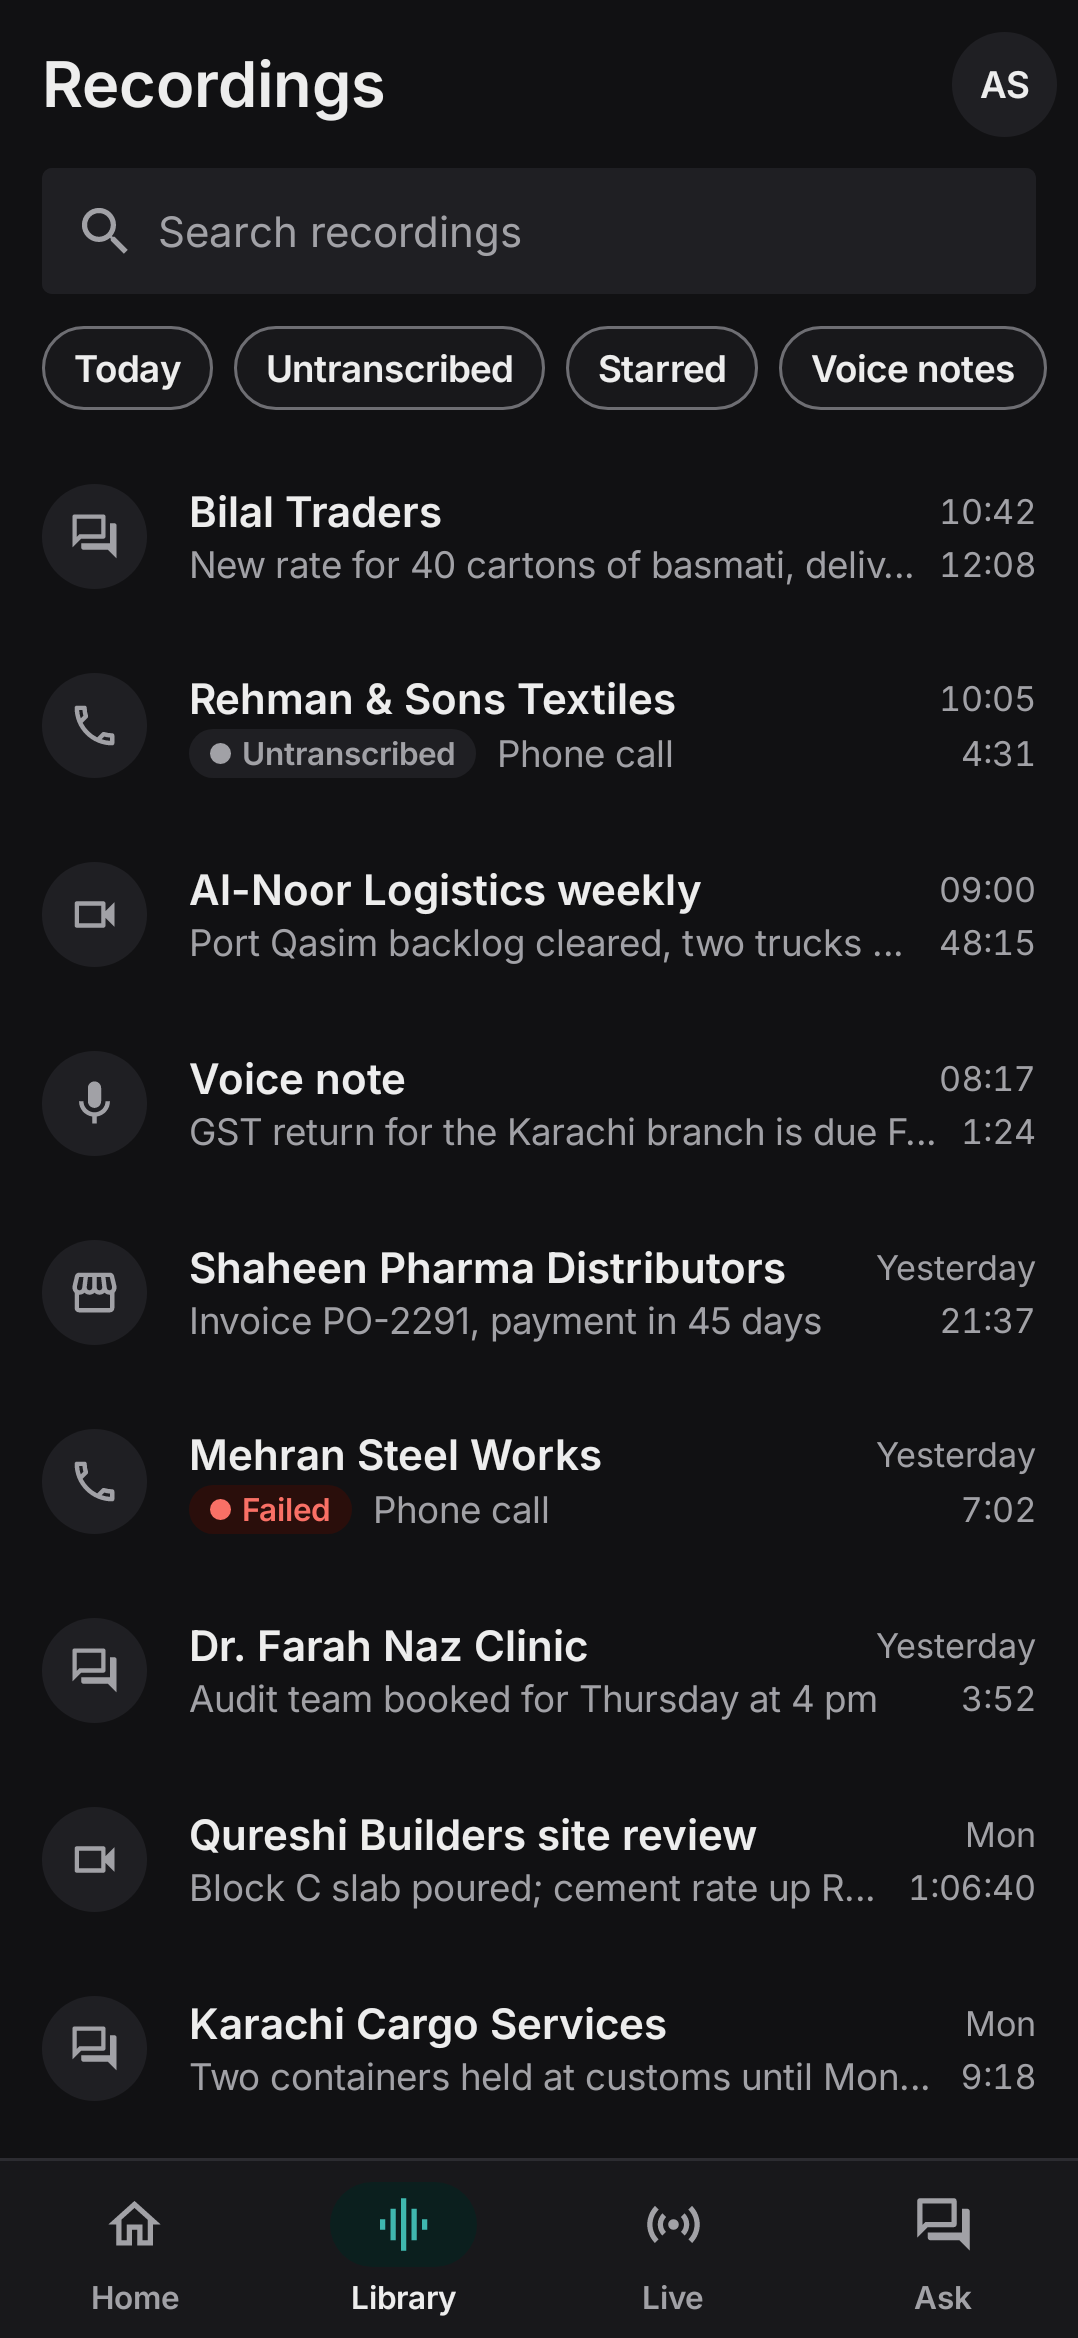 Recordings
AS
Search recordings
Today Untranscribed Starred Voice notes
Bilal Traders 10:42
New rate for 40 cartons of basmati, deliv... 12:08
Rehman & Sons Textiles 10:05
Untranscribed Phone call 4:31
Al-Noor Logistics weekly 09:00
Port Qasim backlog cleared, two trucks ... 48:15
Voice note 08:17
GST return for the Karachi branch is due F... 1:24
Shaheen Pharma Distributors Yesterday
Invoice PO-2291, payment in 45 days 21:37
Mehran Steel Works Yesterday
Failed Phone call 7:02
Dr. Farah Naz Clinic Yesterday
Audit team booked for Thursday at 4 pm 3:52
Qureshi Builders site review Mon
Block C slab poured; cement rate up R... 1:06:40
Karachi Cargo Services Mon
Two containers held at customs until Mon... 9:18
Home Library Live Ask